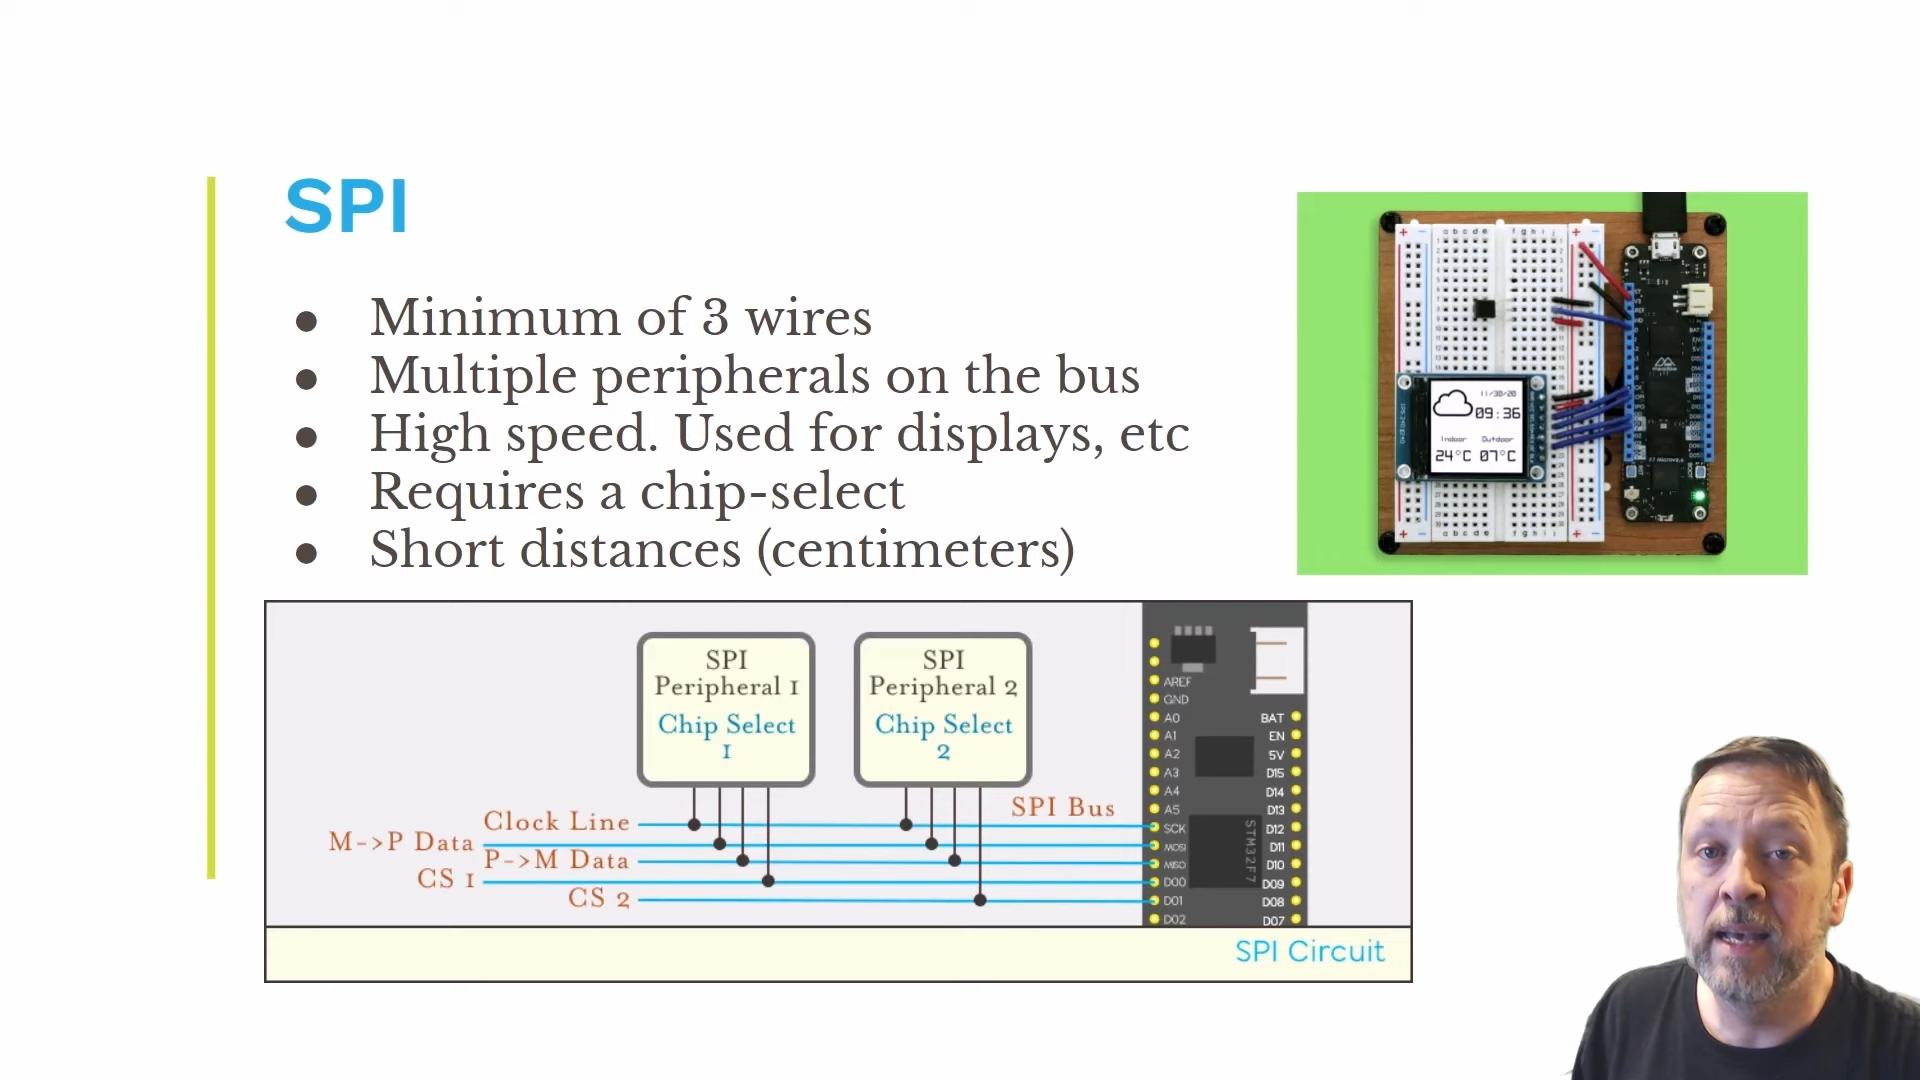 SPI
Minimum of 3 wires
Multiple peripherals on the bus
High speed. Used for displays, etc
Requires a chip-select
Short distances (centimeters)
11/30/20
09:36
Indoor Outdoor
24°C 07°C
SPI
Peripheral 1
Chip Select
1
SPI
Peripheral 2
Chip Select
2
SPI Bus
Clock Line
M->P Data
P->M Data
CS 1
CS 2
AREF
GND
A0
A1
A2
A3
A4
A5
SCK
MOSI
MISO
D00
D01
D02
BAT
EN
5V
D15
D14
D13
D12
D11
D10
D09
D08
D07
STM32F7
SPI Circuit